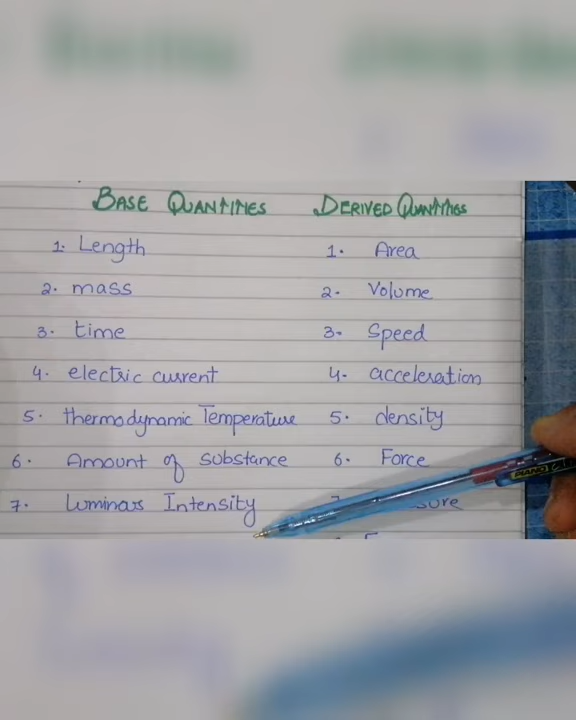 BASE QUANTITIES
1. Length
2. mass
3. time
4. electric current
5. thermodynamic Temperature
6. Amount of Substance
7. Luminars Intensity
DERIVED QUANTITIES
1. Area
2. Volume
3. Speed
4. acceleration
5. density
6. Force